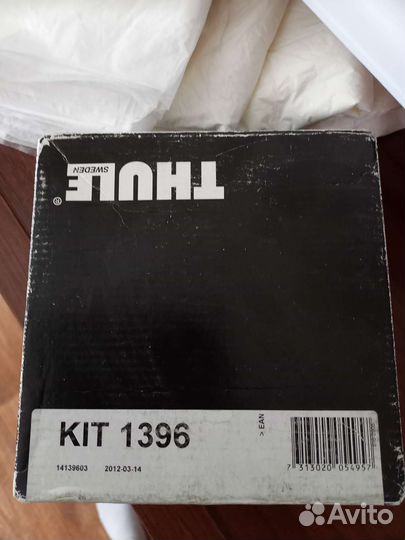 THULE
SWEDEN
®
KIT 1396
14139603 2012-03-14
> EAN
7 313020 054957
Avito